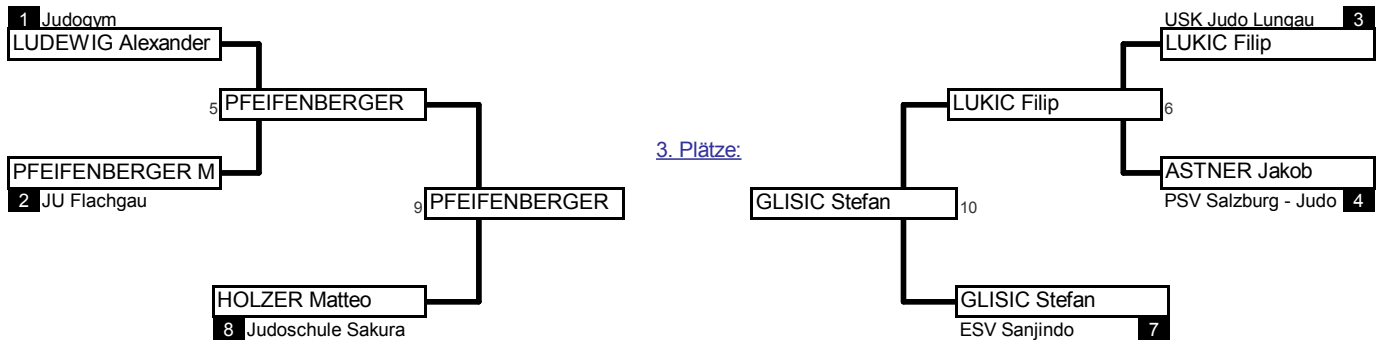 1 Judogym
LUDEWIG Alexander
5 PFEIFENBERGER
PFEIFENBERGER M
2 JU Flachgau
9 PFEIFENBERGER
HOLZER Matteo
8 Judoschule Sakura
3. Plätze:
USK Judo Lungau 3
LUKIC Filip
LUKIC Filip 6
ASTNER Jakob
PSV Salzburg - Judo 4
GLISIC Stefan 10
GLISIC Stefan
ESV Sanjindo 7